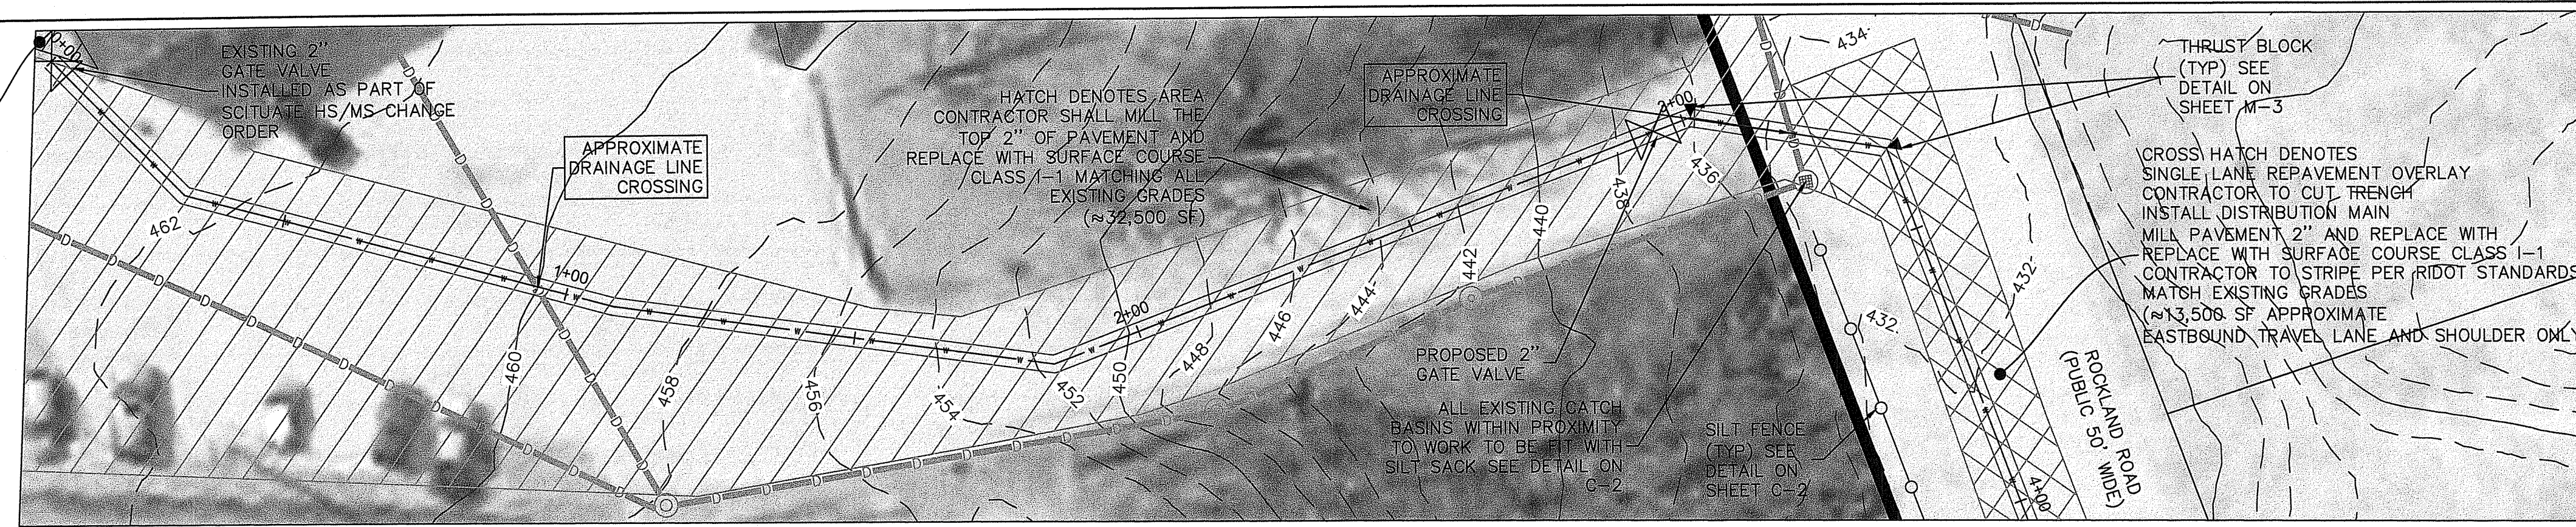 0+00
EXISTING 2"
GATE VALVE
INSTALLED AS PART OF
SCITUATE HS/MS CHANGE
ORDER
APPROXIMATE
DRAINAGE LINE
CROSSING
HATCH DENOTES AREA
CONTRACTOR SHALL MILL THE
TOP 2" OF PAVEMENT AND
REPLACE WITH SURFACE COURSE
CLASS I-1 MATCHING ALL
EXISTING GRADES
(≈32,500 SF)
APPROXIMATE
DRAINAGE LINE
CROSSING
2+00
434
THRUST BLOCK
(TYP) SEE
DETAIL ON
SHEET M-3
CROSS HATCH DENOTES
SINGLE LANE REPAVEMENT OVERLAY
CONTRACTOR TO CUT TRENCH
INSTALL DISTRIBUTION MAIN
MILL PAVEMENT 2" AND REPLACE WITH
REPLACE WITH SURFACE COURSE CLASS I-1
CONTRACTOR TO STRIPE PER RIDOT STANDARDS
MATCH EXISTING GRADES
(≈13,500 SF APPROXIMATE
EASTBOUND TRAVEL LANE AND SHOULDER ONLY
462
1+00
460
458
456
454
452
450
2+00
448
446
444
442
440
438
436
432
432
PROPOSED 2"
GATE VALVE
ALL EXISTING CATCH
BASINS WITHIN PROXIMITY
TO WORK TO BE FIT WITH
SILT SACK SEE DETAIL ON
C-2
SILT FENCE
(TYP) SEE
DETAIL ON
SHEET C-2
ROCKLAND ROAD
(PUBLIC 50' WIDE)
4+00